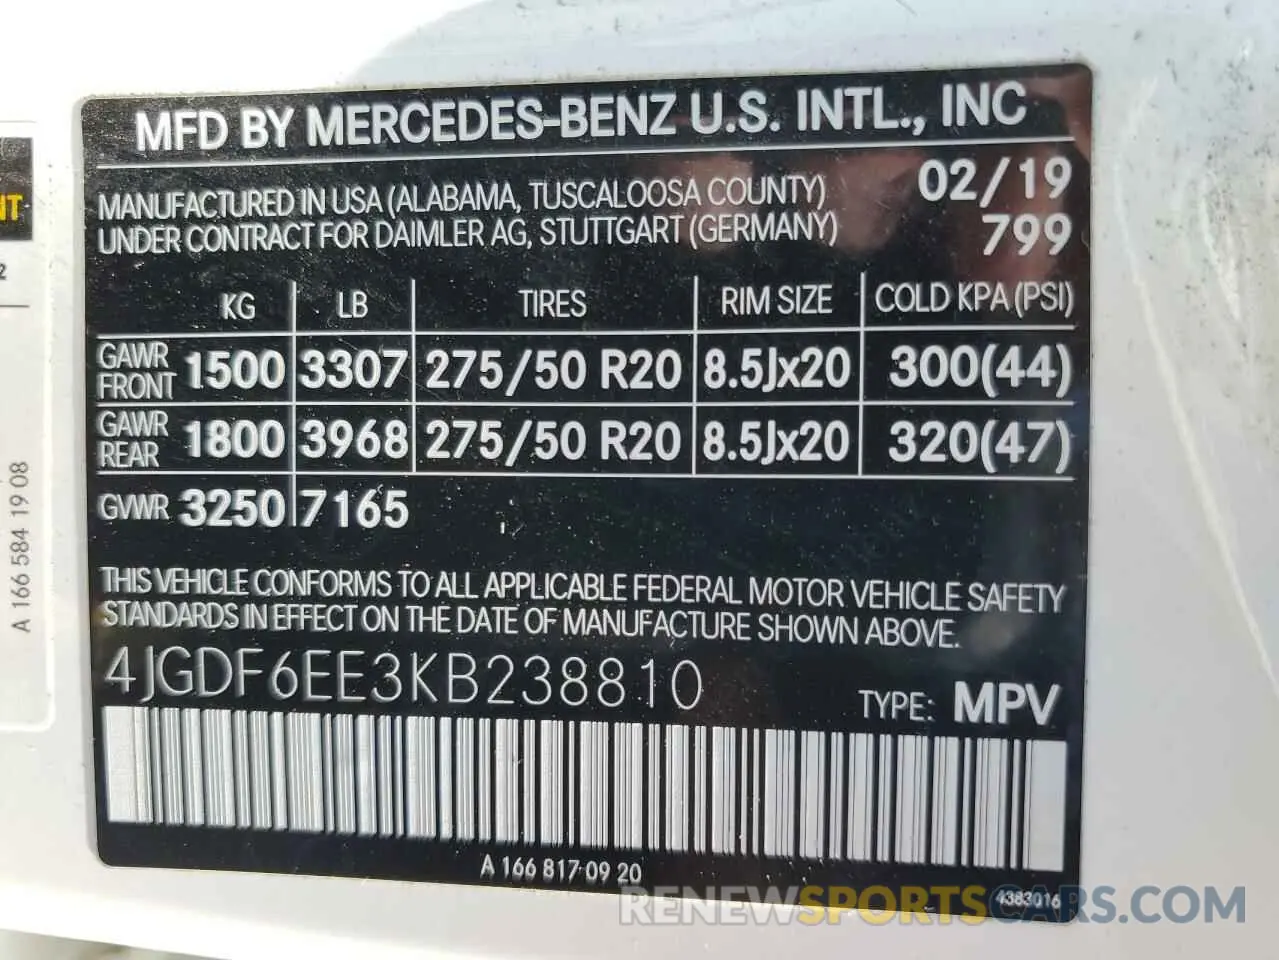 MFD BY MERCEDES-BENZ U.S. INTL., INC
MANUFACTURED IN USA (ALABAMA, TUSCALOOSA COUNTY) 02/19
UNDER CONTRACT FOR DAIMLER AG, STUTTGART (GERMANY) 799
KG LB TIRES RIM SIZE COLD KPA (PSI)
GAWR FRONT 1500 3307 275/50 R20 8.5Jx20 300(44)
GAWR REAR 1800 3968 275/50 R20 8.5Jx20 320(47)
GVWR 3250 7165
THIS VEHICLE CONFORMS TO ALL APPLICABLE FEDERAL MOTOR VEHICLE SAFETY
STANDARDS IN EFFECT ON THE DATE OF MANUFACTURE SHOWN ABOVE.
4JGDF6EE3KB238810
TYPE: MPV
A 166 817 09 20
4383016
RENEWSPORTSCARS.COM
NT
2
A 166 584 19 08